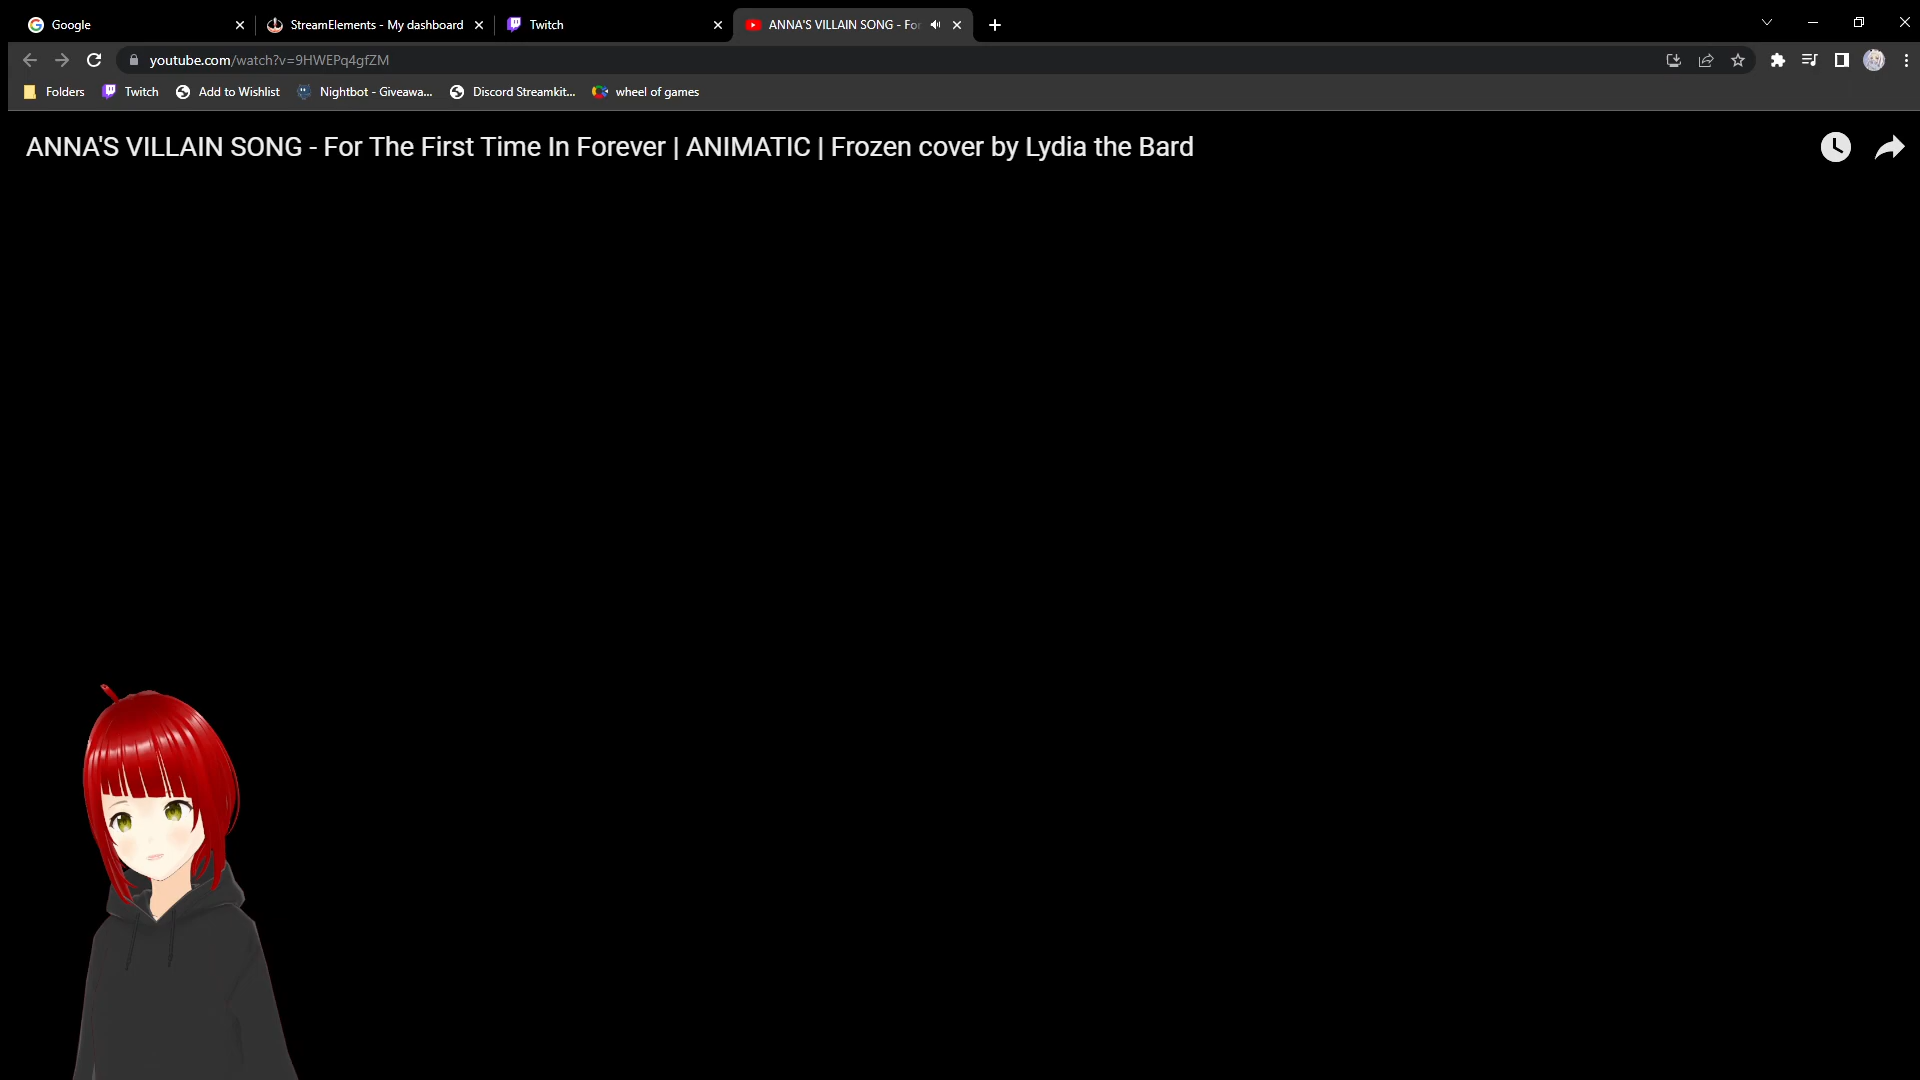 Google
StreamElements - My dashboard
Twitch
ANNA'S VILLAIN SONG - For
youtube.com/watch?v=9HWEPq4gfZM
Folders
Twitch
Add to Wishlist
Nightbot - Giveawa...
Discord Streamkit...
wheel of games
ANNA'S VILLAIN SONG - For The First Time In Forever | ANIMATIC | Frozen cover by Lydia the Bard